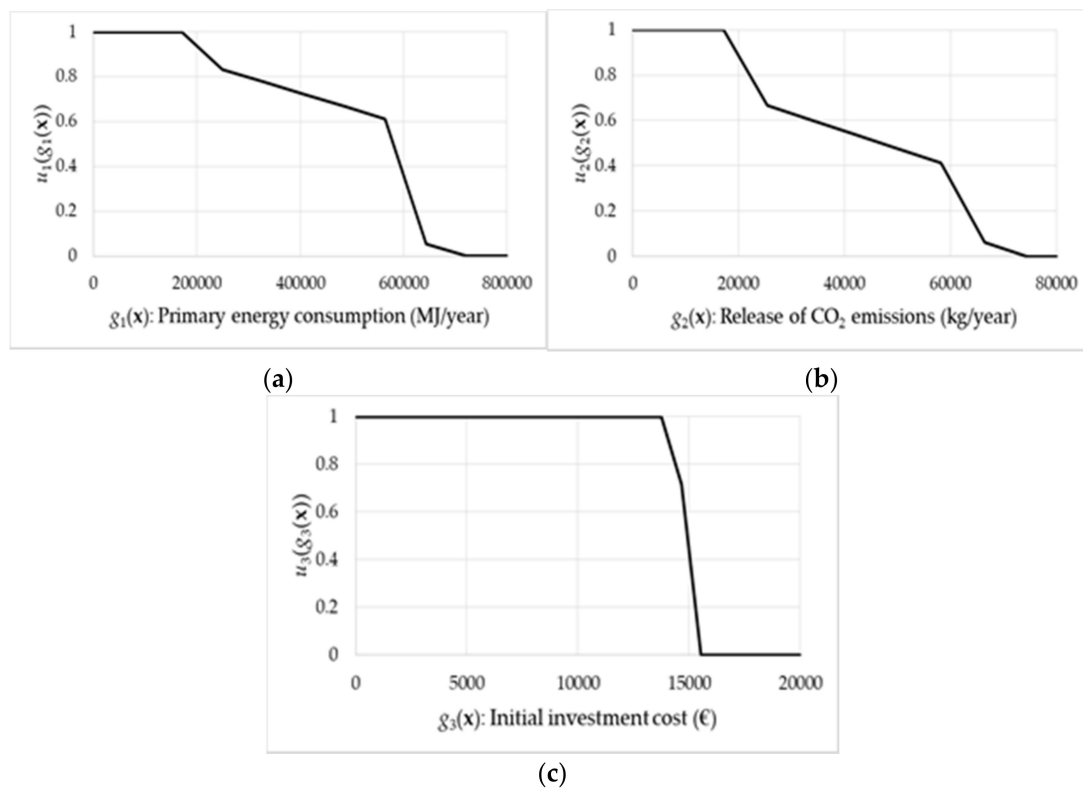 1
0.8
0.6
0.4
0.2
0
u₁(g₁(x))
0 200000 400000 600000 800000
g₁(x): Primary energy consumption (MJ/year)
(a)
1
0.8
0.6
0.4
0.2
0
u₂(g₂(x))
0 20000 40000 60000 80000
g₂(x): Release of CO₂ emissions (kg/year)
(b)
1
0.8
0.6
0.4
0.2
0
u₃(g₃(x))
0 5000 10000 15000 20000
g₃(x): Initial investment cost (€)
(c)